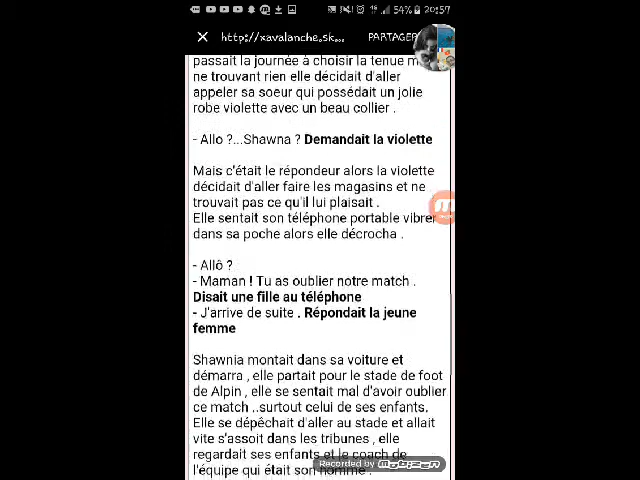 54% 20:57
http://xavalanche.sk... PARTAGER
passait la journée à choisir la tenue
ne trouvant rien elle décidait d'aller
appeler sa soeur qui possédait un jolie
robe violette avec un beau collier .
- Allo ?...Shawna ? Demandait la violette
Mais c'était le répondeur alors la violette
décidait d'aller faire les magasins et ne
trouvait pas ce qu'il lui plaisait .
Elle sentait son téléphone portable vibrer
dans sa poche alors elle décrocha .
- Allô ?
- Maman ! Tu as oublier notre match .
Disait une fille au téléphone
- J'arrive de suite . Répondait la jeune
femme
Shawnia montait dans sa voiture et
démarra , elle partait pour le stade de foot
de Alpin , elle se sentait mal d'avoir oublier
ce match ..surtout celui de ses enfants.
Elle se dépêchait d'aller au stade et allait
vite s'assoit dans les tribunes , elle
regardait ses enfants et le coach de
l'équipe qui était son homme .
Recorded by mobizen